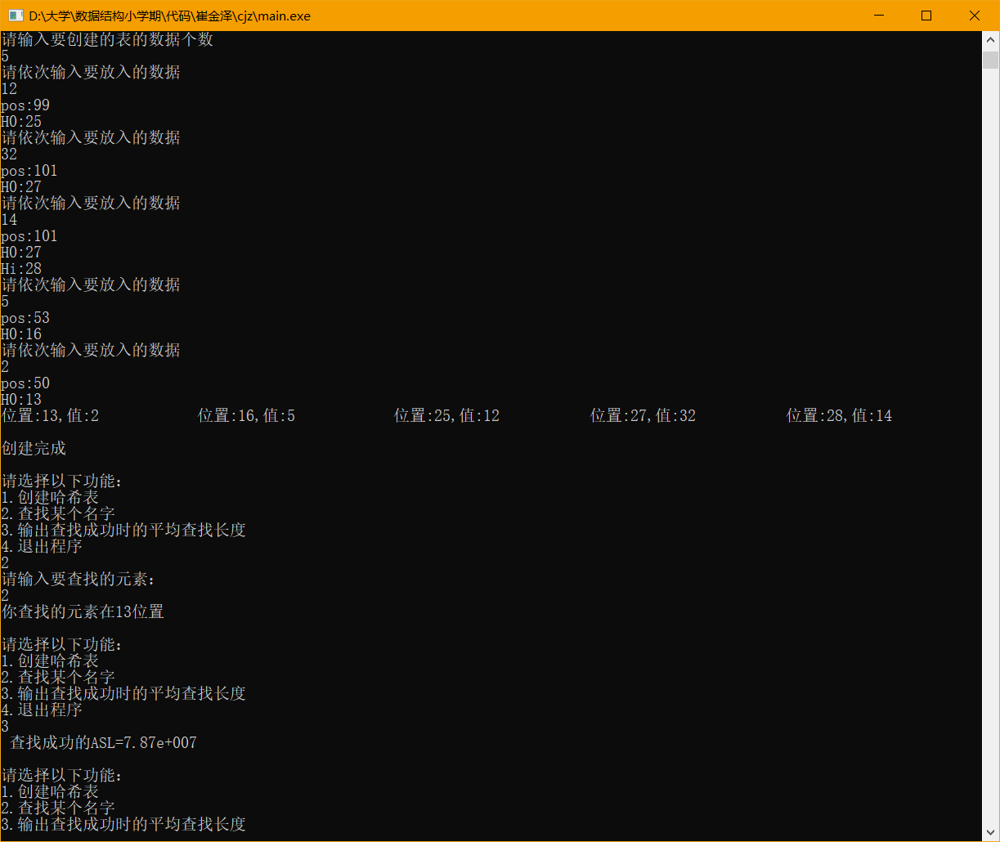 D:\大学\数据结构小学期\代码\崔金泽\cjz\main.exe
请输入要创建的表的数据个数
5
请依次输入要放入的数据
12
pos:99
H0:25
请依次输入要放入的数据
32
pos:101
H0:27
请依次输入要放入的数据
14
pos:101
H0:27
Hi:28
请依次输入要放入的数据
5
pos:53
H0:16
请依次输入要放入的数据
2
pos:50
H0:13
位置:13,值:2 位置:16,值:5 位置:25,值:12 位置:27,值:32 位置:28,值:14
创建完成
请选择以下功能：
1.创建哈希表
2.查找某个名字
3.输出查找成功时的平均查找长度
4.退出程序
2
请输入要查找的元素：
2
你查找的元素在13位置
请选择以下功能：
1.创建哈希表
2.查找某个名字
3.输出查找成功时的平均查找长度
4.退出程序
3
查找成功的ASL=7.87e+007
请选择以下功能：
1.创建哈希表
2.查找某个名字
3.输出查找成功时的平均查找长度